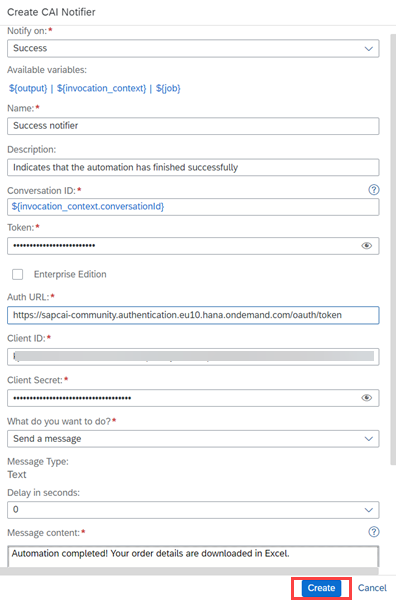 Create CAI Notifier
Notify on:*
Success
Available variables:
${output} | ${invocation_context} | ${job}
Name:*
Success notifier
Description:
Indicates that the automation has finished successfully
Conversation ID:*
${invocation_context.conversationId}
Token:*
•••••••••••••••••••••••••
Enterprise Edition
Auth URL:*
https://sapcai-community.authentication.eu10.hana.ondemand.com/oauth/token
Client ID:*
Client Secret:*
••••••••••••••••••••••••••••••••••••
What do you want to do?*
Send a message
Message Type:
Text
Delay in seconds:
0
Message content:*
Automation completed! Your order details are downloaded in Excel.
Create Cancel